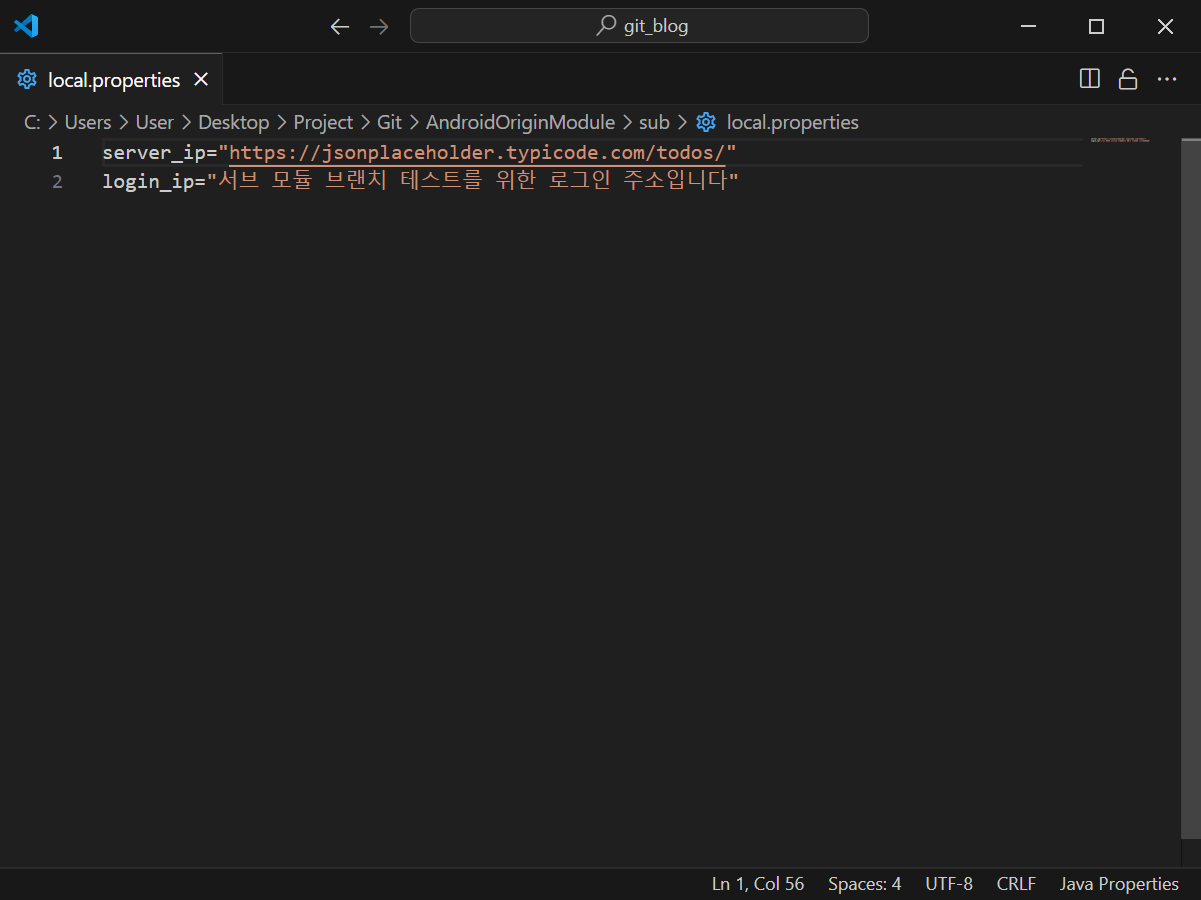 git_blog
local.properties
C: > Users > User > Desktop > Project > Git > AndroidOriginModule > sub > local.properties
1 server_ip="https://jsonplaceholder.typicode.com/todos/"
2 login_ip="서브 모듈 브랜치 테스트를 위한 로그인 주소입니다"
Ln 1, Col 56 Spaces: 4 UTF-8 CRLF Java Properties